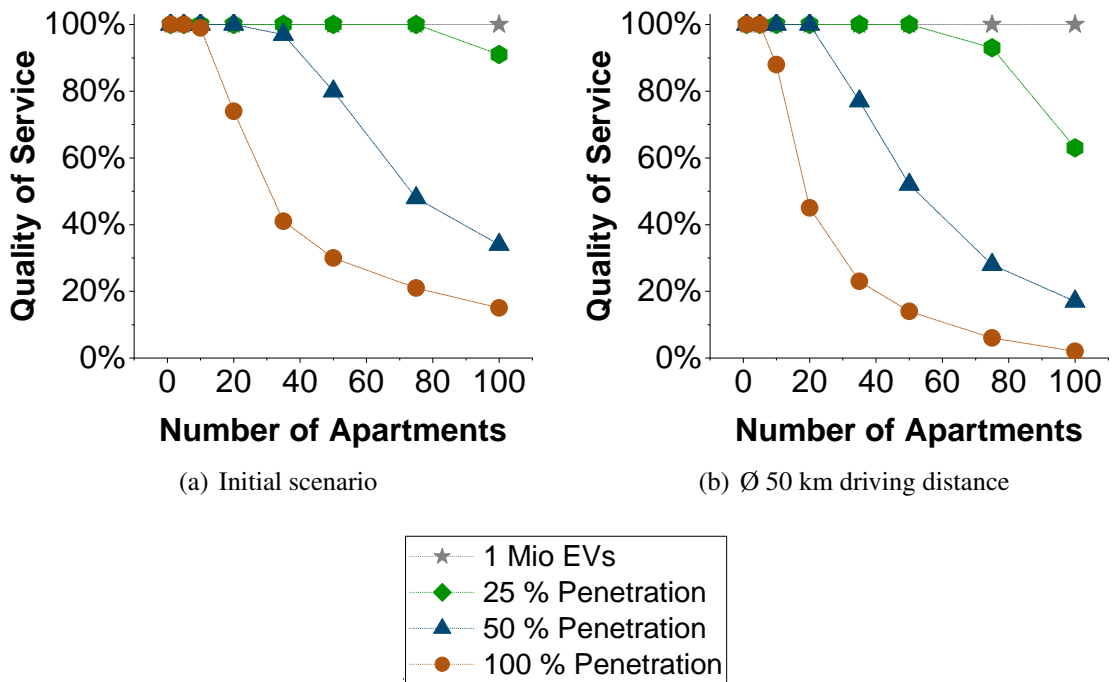 100%
80%
60%
40%
20%
0%
Quality of Service
0 20 40 60 80 100
Number of Apartments
(a) Initial scenario
100%
80%
60%
40%
20%
0%
Quality of Service
0 20 40 60 80 100
Number of Apartments
(b) Ø 50 km driving distance
1 Mio EVs
25 % Penetration
50 % Penetration
100 % Penetration